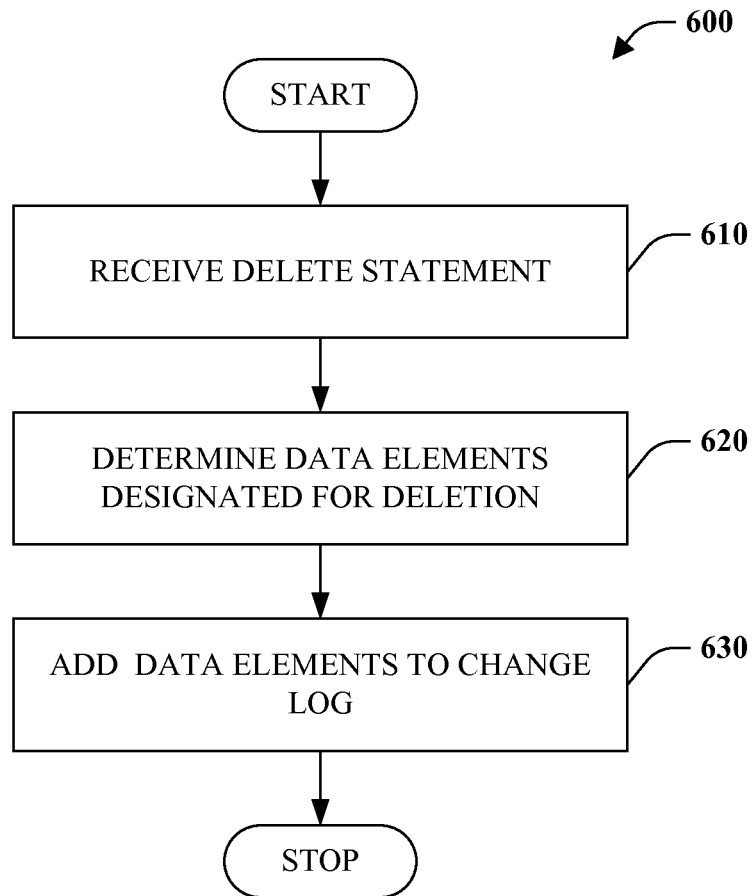 600
START
610
RECEIVE DELETE STATEMENT
620
DETERMINE DATA ELEMENTS
DESIGNATED FOR DELETION
630
ADD DATA ELEMENTS TO CHANGE
LOG
STOP